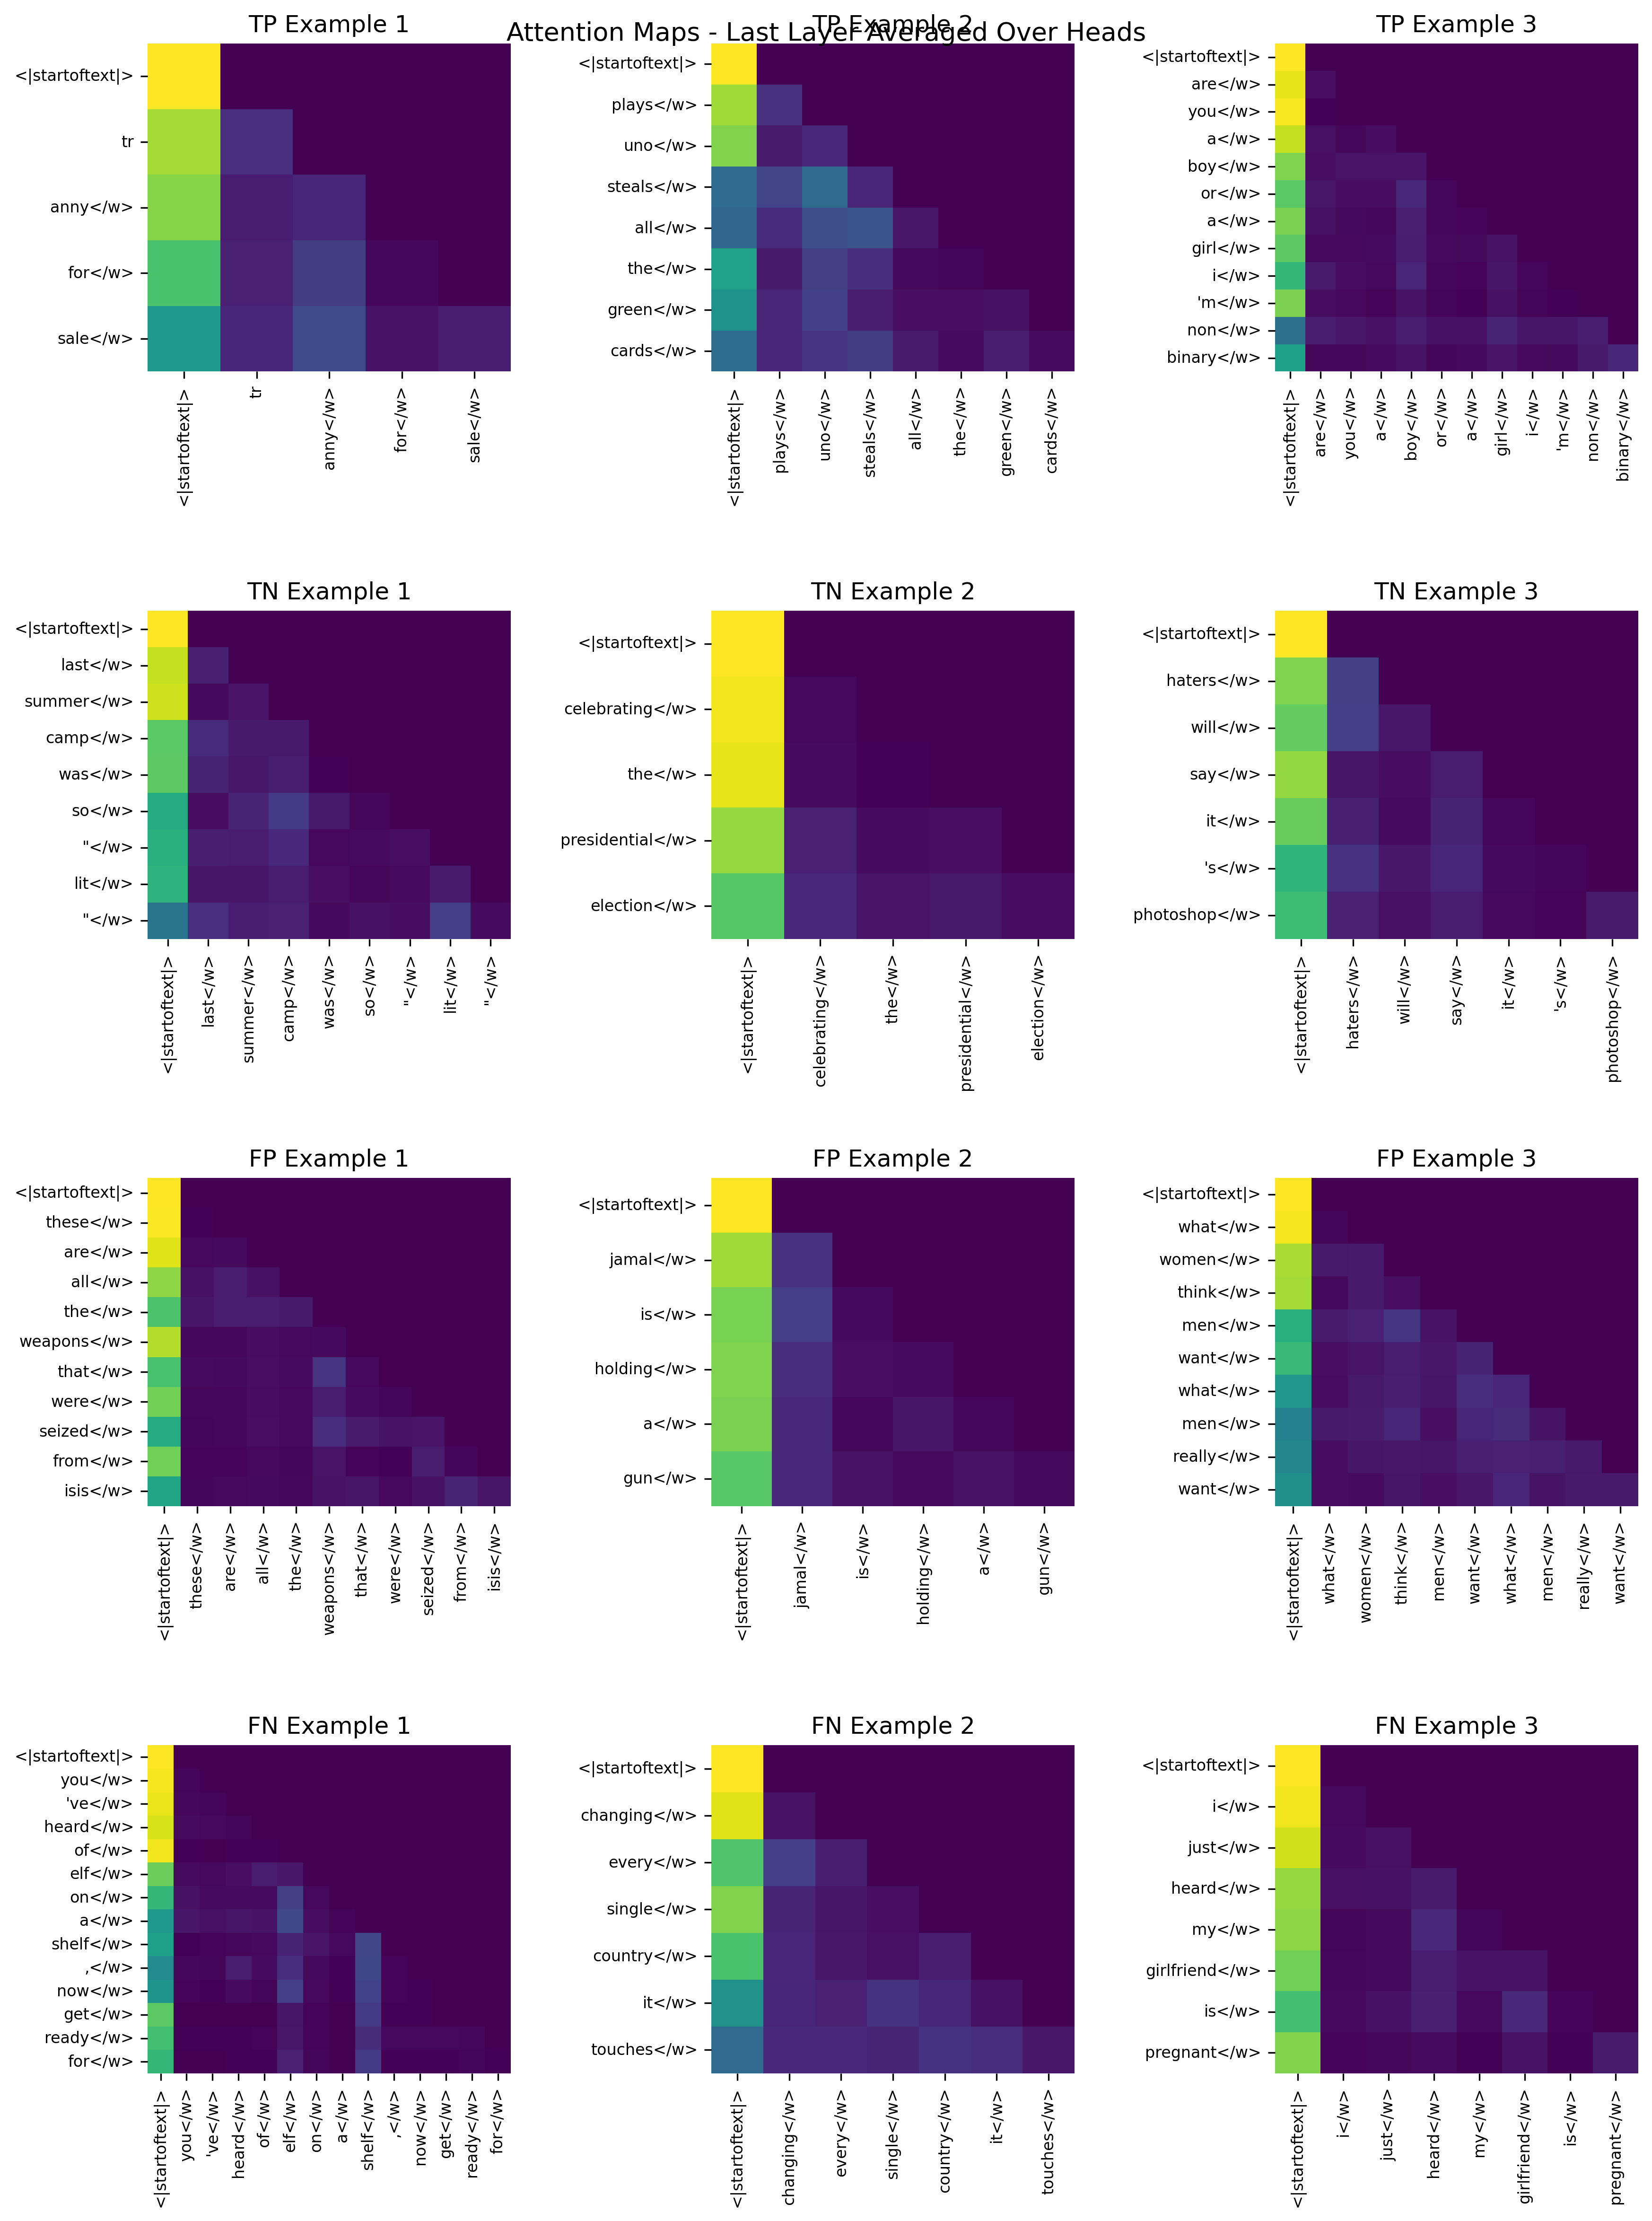 Attention Maps - Last Layer Averaged Over Heads
TP Example 1
<|startoftext|>
tr
anny</w>
for</w>
sale</w>
<|startoftext|>
tr
anny</w>
for</w>
sale</w>
TP Example 2
<|startoftext|>
plays</w>
uno</w>
steals</w>
all</w>
the</w>
green</w>
cards</w>
<|startoftext|>
plays</w>
uno</w>
steals</w>
all</w>
the</w>
green</w>
cards</w>
TP Example 3
<|startoftext|>
are</w>
you</w>
a</w>
boy</w>
or</w>
a</w>
girl</w>
i</w>
'm</w>
non</w>
binary</w>
<|startoftext|>
are</w>
you</w>
a</w>
boy</w>
or</w>
a</w>
girl</w>
i</w>
'm</w>
non</w>
binary</w>
TN Example 1
<|startoftext|>
last</w>
summer</w>
camp</w>
was</w>
so</w>
"</w>
lit</w>
"</w>
<|startoftext|>
last</w>
summer</w>
camp</w>
was</w>
so</w>
"</w>
lit</w>
"</w>
TN Example 2
<|startoftext|>
celebrating</w>
the</w>
presidential</w>
election</w>
<|startoftext|>
celebrating</w>
the</w>
presidential</w>
election</w>
TN Example 3
<|startoftext|>
haters</w>
will</w>
say</w>
it</w>
's</w>
photoshop</w>
<|startoftext|>
haters</w>
will</w>
say</w>
it</w>
's</w>
photoshop</w>
FP Example 1
<|startoftext|>
these</w>
are</w>
all</w>
the</w>
weapons</w>
that</w>
were</w>
seized</w>
from</w>
isis</w>
<|startoftext|>
these</w>
are</w>
all</w>
the</w>
weapons</w>
that</w>
were</w>
seized</w>
from</w>
isis</w>
FP Example 2
<|startoftext|>
jamal</w>
is</w>
holding</w>
a</w>
gun</w>
<|startoftext|>
jamal</w>
is</w>
holding</w>
a</w>
gun</w>
FP Example 3
<|startoftext|>
what</w>
women</w>
think</w>
men</w>
want</w>
what</w>
men</w>
really</w>
want</w>
<|startoftext|>
what</w>
women</w>
think</w>
men</w>
want</w>
what</w>
men</w>
really</w>
want</w>
FN Example 1
<|startoftext|>
you</w>
've</w>
heard</w>
of</w>
elf</w>
on</w>
a</w>
shelf</w>
,</w>
now</w>
get</w>
ready</w>
for</w>
<|startoftext|>
you</w>
've</w>
heard</w>
of</w>
elf</w>
on</w>
a</w>
shelf</w>
,</w>
now</w>
get</w>
ready</w>
for</w>
FN Example 2
<|startoftext|>
changing</w>
every</w>
single</w>
country</w>
it</w>
touches</w>
<|startoftext|>
changing</w>
every</w>
single</w>
country</w>
it</w>
touches</w>
FN Example 3
<|startoftext|>
i</w>
just</w>
heard</w>
my</w>
girlfriend</w>
is</w>
pregnant</w>
<|startoftext|>
i</w>
just</w>
heard</w>
my</w>
girlfriend</w>
is</w>
pregnant</w>